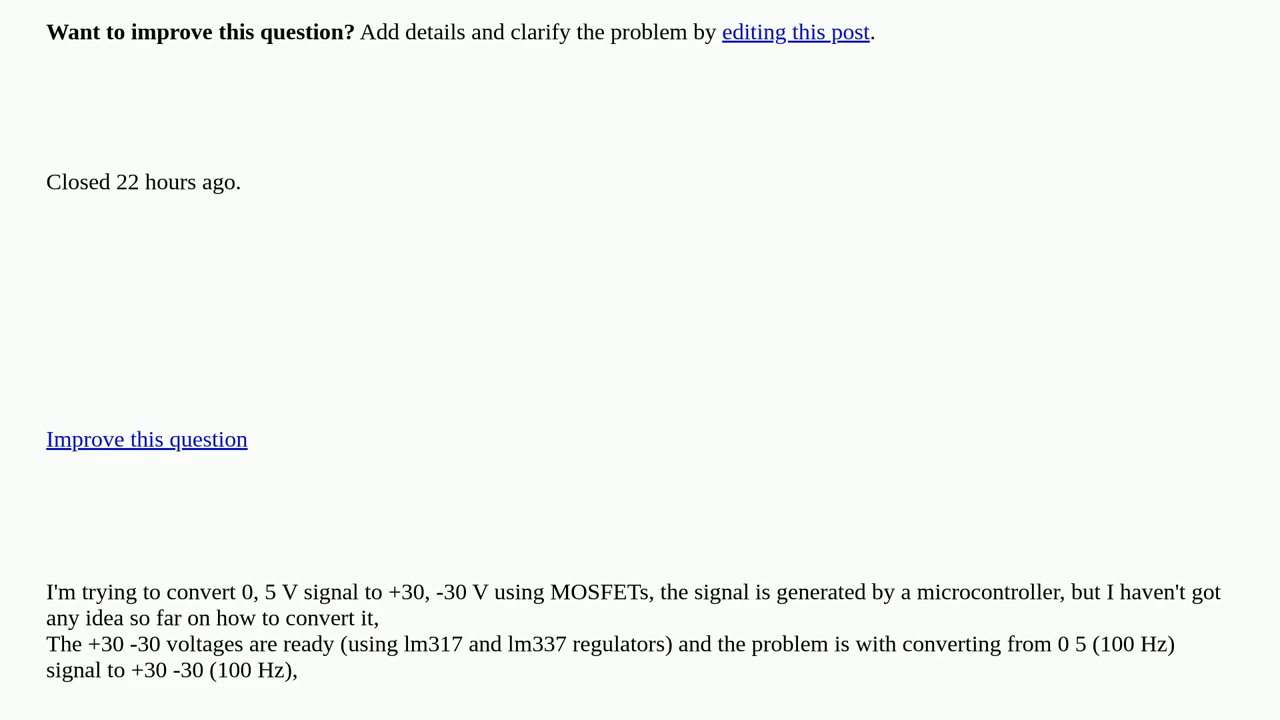 Want to improve this question? Add details and clarify the problem by editing this post.
Closed 22 hours ago.
Improve this question
I'm trying to convert 0, 5 V signal to +30, -30 V using MOSFETs, the signal is generated by a microcontroller, but I haven't got
any idea so far on how to convert it,
The +30 -30 voltages are ready (using lm317 and lm337 regulators) and the problem is with converting from 0 5 (100 Hz)
signal to +30 -30 (100 Hz),